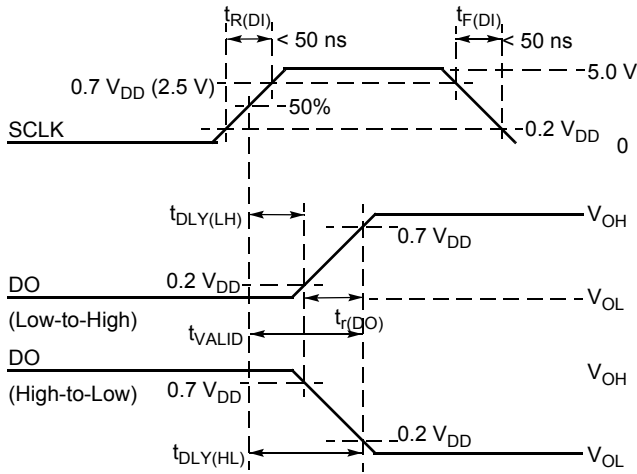 tR(DI) < 50 ns tF(DI) < 50 ns
0.7 VDD (2.5 V) 5.0 V
50%
SCLK 0.2 VDD 0
tDLY(LH) VOH
0.7 VDD
0.2 VDD
DO VOL
(Low-to-High) tr(DO)
tVALID
DO VOH
(High-to-Low) 0.7 VDD
0.2 VDD
tDLY(HL) VOL